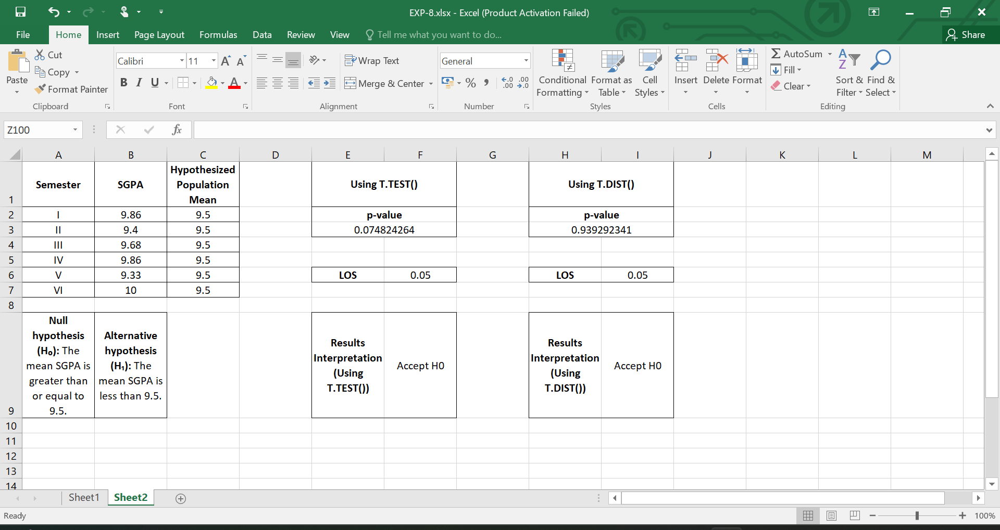 EXP-8.xlsx - Excel (Product Activation Failed)
File Home Insert Page Layout Formulas Data Review View Tell me what you want to do... Share
Paste
Cut
Copy
Format Painter
Clipboard
Calibri 11
B I U
Font
Wrap Text
Merge & Center
Alignment
General
Number
Conditional Formatting
Format as Table
Cell Styles
Styles
Insert Delete Format
Cells
AutoSum
Fill
Clear
Sort & Filter
Find & Select
Editing
Z100 fx
A B C D E F G H I J K L M
1 Semester SGPA Hypothesized Population Mean Using T.TEST() Using T.DIST()
2 I 9.86 9.5 p-value p-value
3 II 9.4 9.5 0.074824264 0.939292341
4 III 9.68 9.5
5 IV 9.86 9.5
6 V 9.33 9.5 LOS 0.05 LOS 0.05
7 VI 10 9.5
8
9
Null
hypothesis
(H₀): The
mean SGPA is
greater than
or equal to
9.5.
Alternative
hypothesis
(H₁): The
mean SGPA is
less than 9.5.
Results
Interpretation
(Using
T.TEST())
Accept H0
Results
Interpretation
(Using
T.DIST())
Accept H0
10
11
12
13
14
Sheet1 Sheet2
Ready 100%